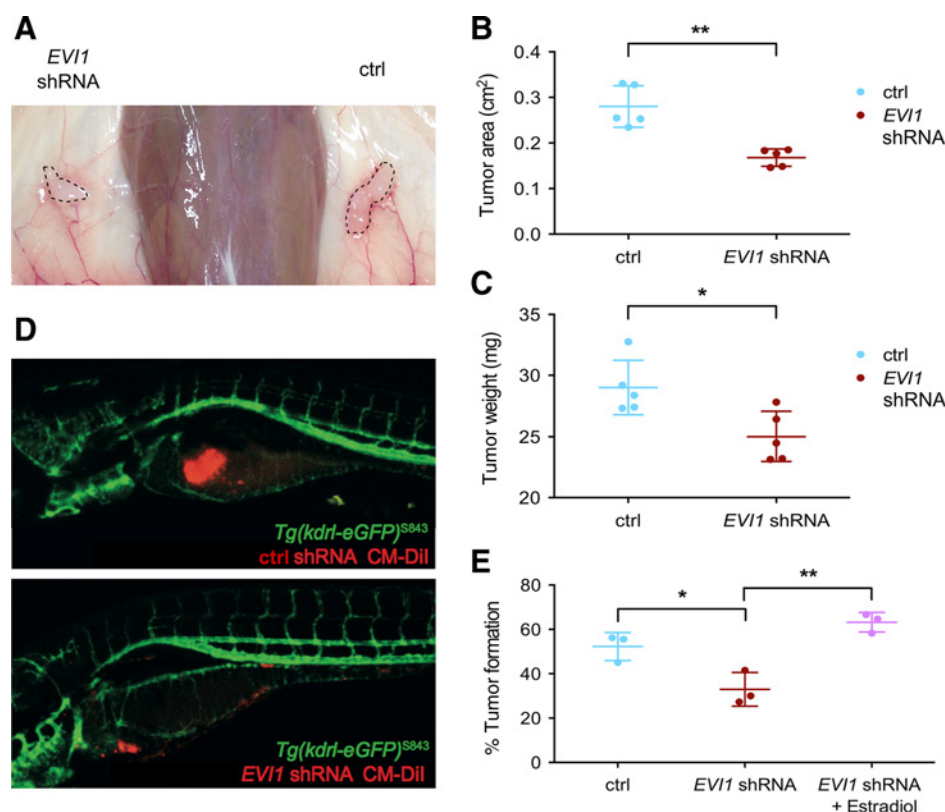 A
EVI1
shRNA
ctrl
B
**
Tumor area (cm²)
0.4
0.3
0.2
0.1
0.0
ctrl
EVI1 shRNA
ctrl
EVI1
shRNA
C
*
Tumor weight (mg)
35
30
25
20
ctrl
EVI1 shRNA
ctrl
EVI1
shRNA
D
Tg(kdrl-eGFP)S843
ctrl shRNA CM-DiI
Tg(kdrl-eGFP)S843
EVI1 shRNA CM-DiI
E
*
**
% Tumor formation
80
60
40
20
0
ctrl
EVI1 shRNA
EVI1 shRNA
+ Estradiol